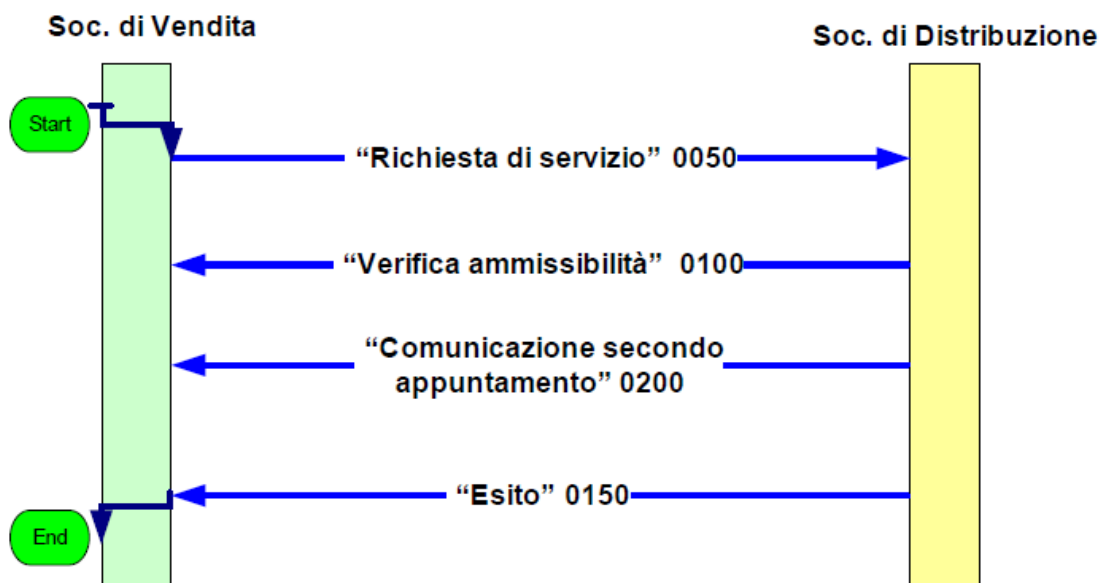 Soc. di Vendita
Soc. di Distribuzione
Start
“Richiesta di servizio” 0050
“Verifica ammissibilità” 0100
“Comunicazione secondo
appuntamento” 0200
“Esito” 0150
End